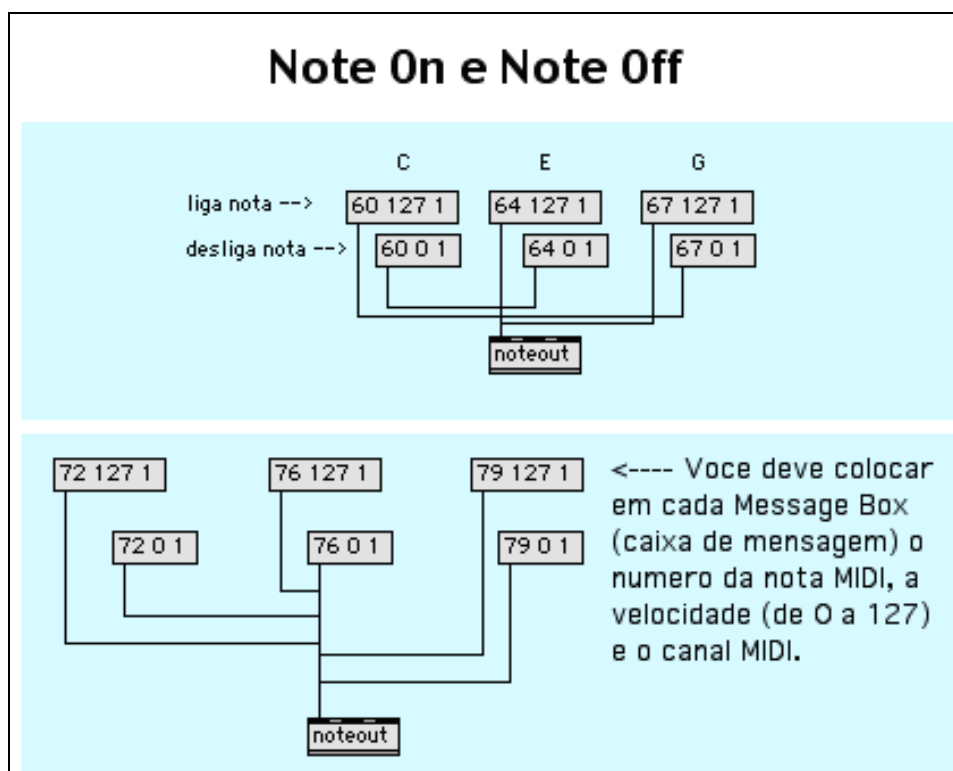 Note On e Note Off
C E G
liga nota --> 60 127 1 64 127 1 67 127 1
desliga nota --> 60 0 1 64 0 1 67 0 1
noteout
72 127 1 76 127 1 79 127 1
72 0 1 76 0 1 79 0 1
<---- Voce deve colocar
em cada Message Box
(caixa de mensagem) o
numero da nota MIDI, a
velocidade (de 0 a 127)
e o canal MIDI.
noteout